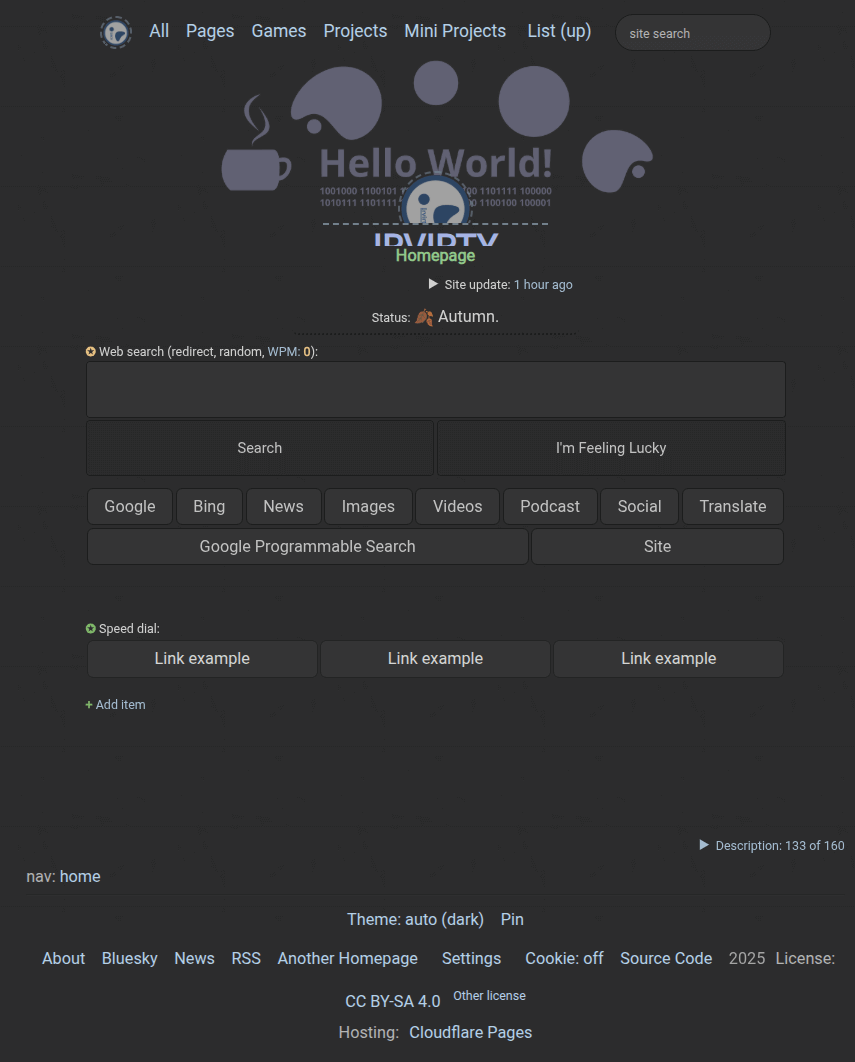 All Pages Games Projects Mini Projects List (up) site search
Hello World!
1001000 1100101 1101111 100000
1010111 1101111 1100100 100001
IRVIRTY
Homepage
▶ Site update: 1 hour ago
Status: 🍂 Autumn.
Web search (redirect, random, WPM: 0):
Search I'm Feeling Lucky
Google Bing News Images Videos Podcast Social Translate
Google Programmable Search Site
Speed dial:
Link example Link example Link example
+ Add item
▶ Description: 133 of 160
nav: home
Theme: auto (dark) Pin
About Bluesky News RSS Another Homepage Settings Cookie: off Source Code 2025 License:
CC BY-SA 4.0 Other license
Hosting: Cloudflare Pages